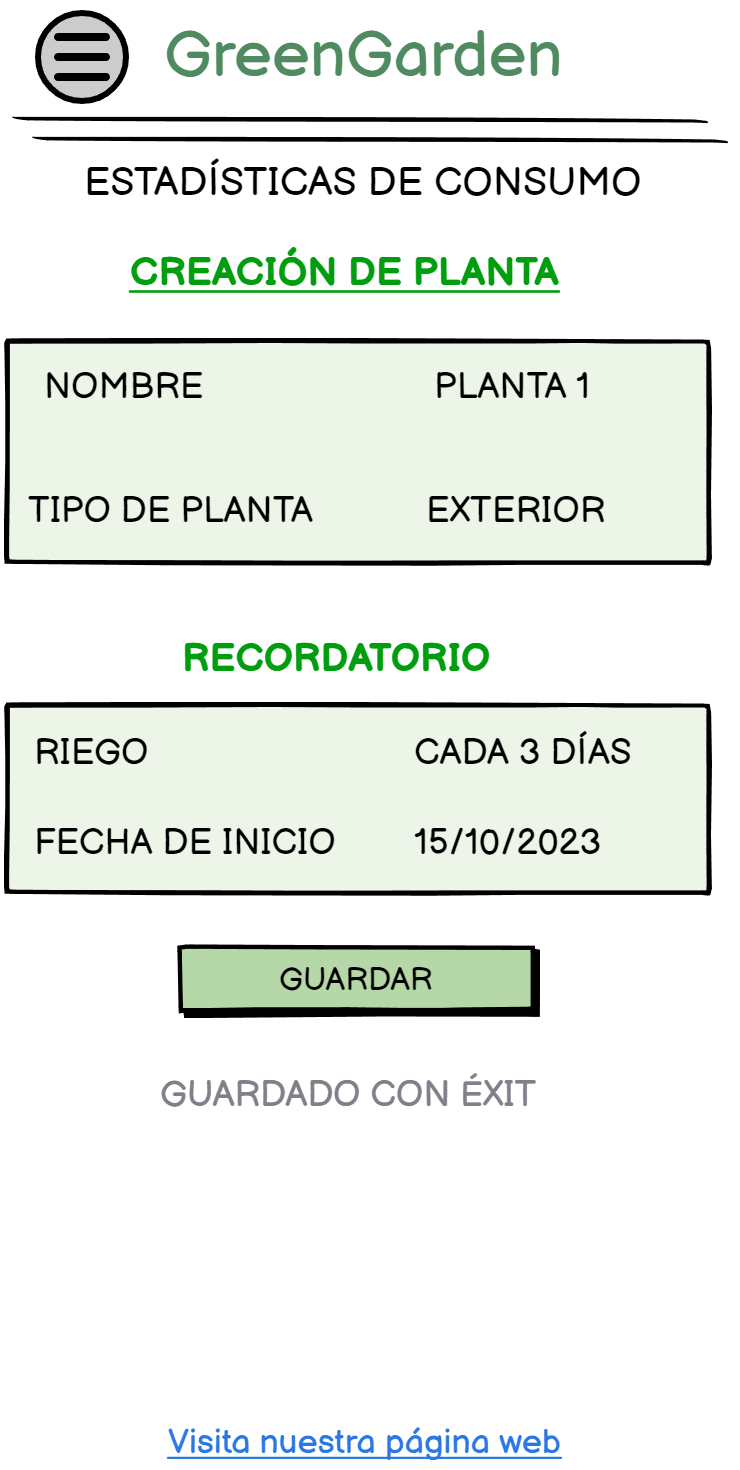 GreenGarden
ESTADÍSTICAS DE CONSUMO
CREACIÓN DE PLANTA
NOMBRE PLANTA 1
TIPO DE PLANTA EXTERIOR
RECORDATORIO
RIEGO CADA 3 DÍAS
FECHA DE INICIO 15/10/2023
GUARDAR
GUARDADO CON ÉXIT
Visita nuestra página web